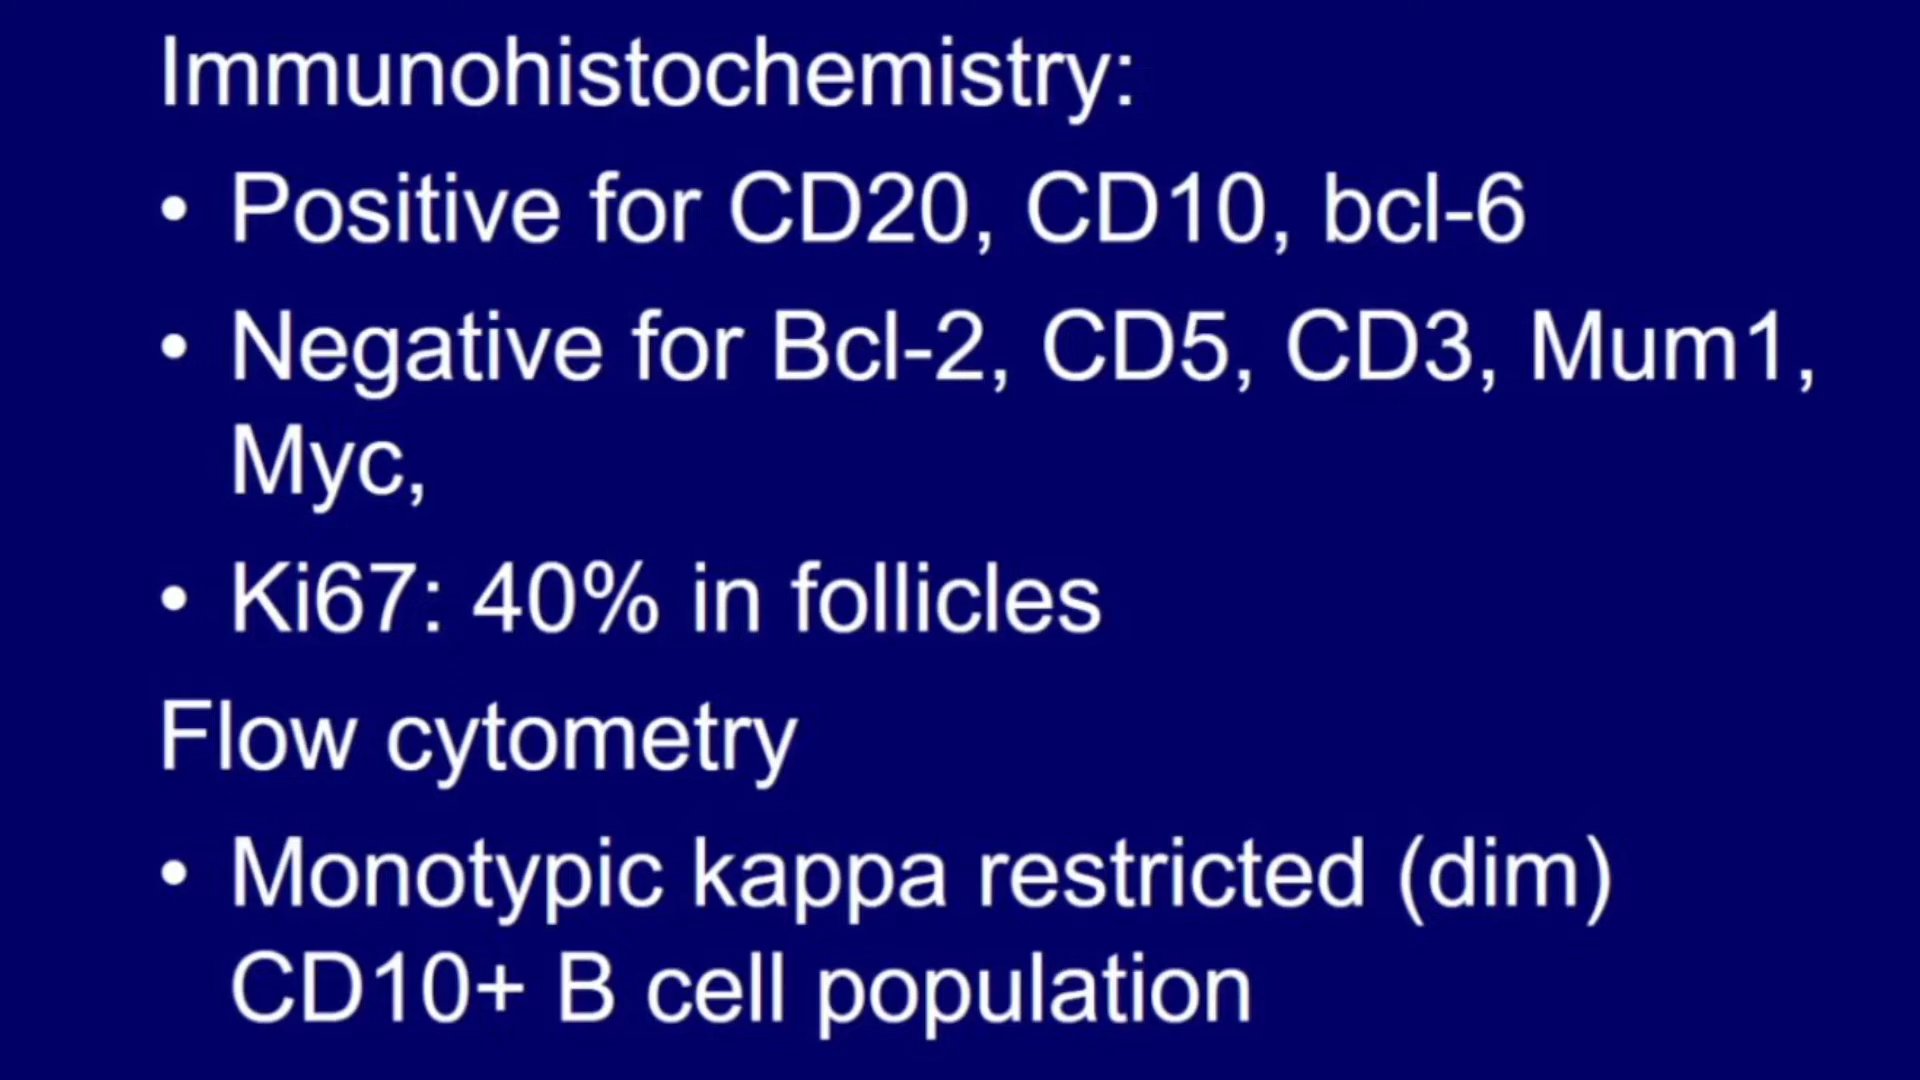 Immunohistochemistry:
• Positive for CD20, CD10, bcl-6
• Negative for Bcl-2, CD5, CD3, Mum1,
Myc,
• Ki67: 40% in follicles
Flow cytometry
• Monotypic kappa restricted (dim)
CD10+ B cell population